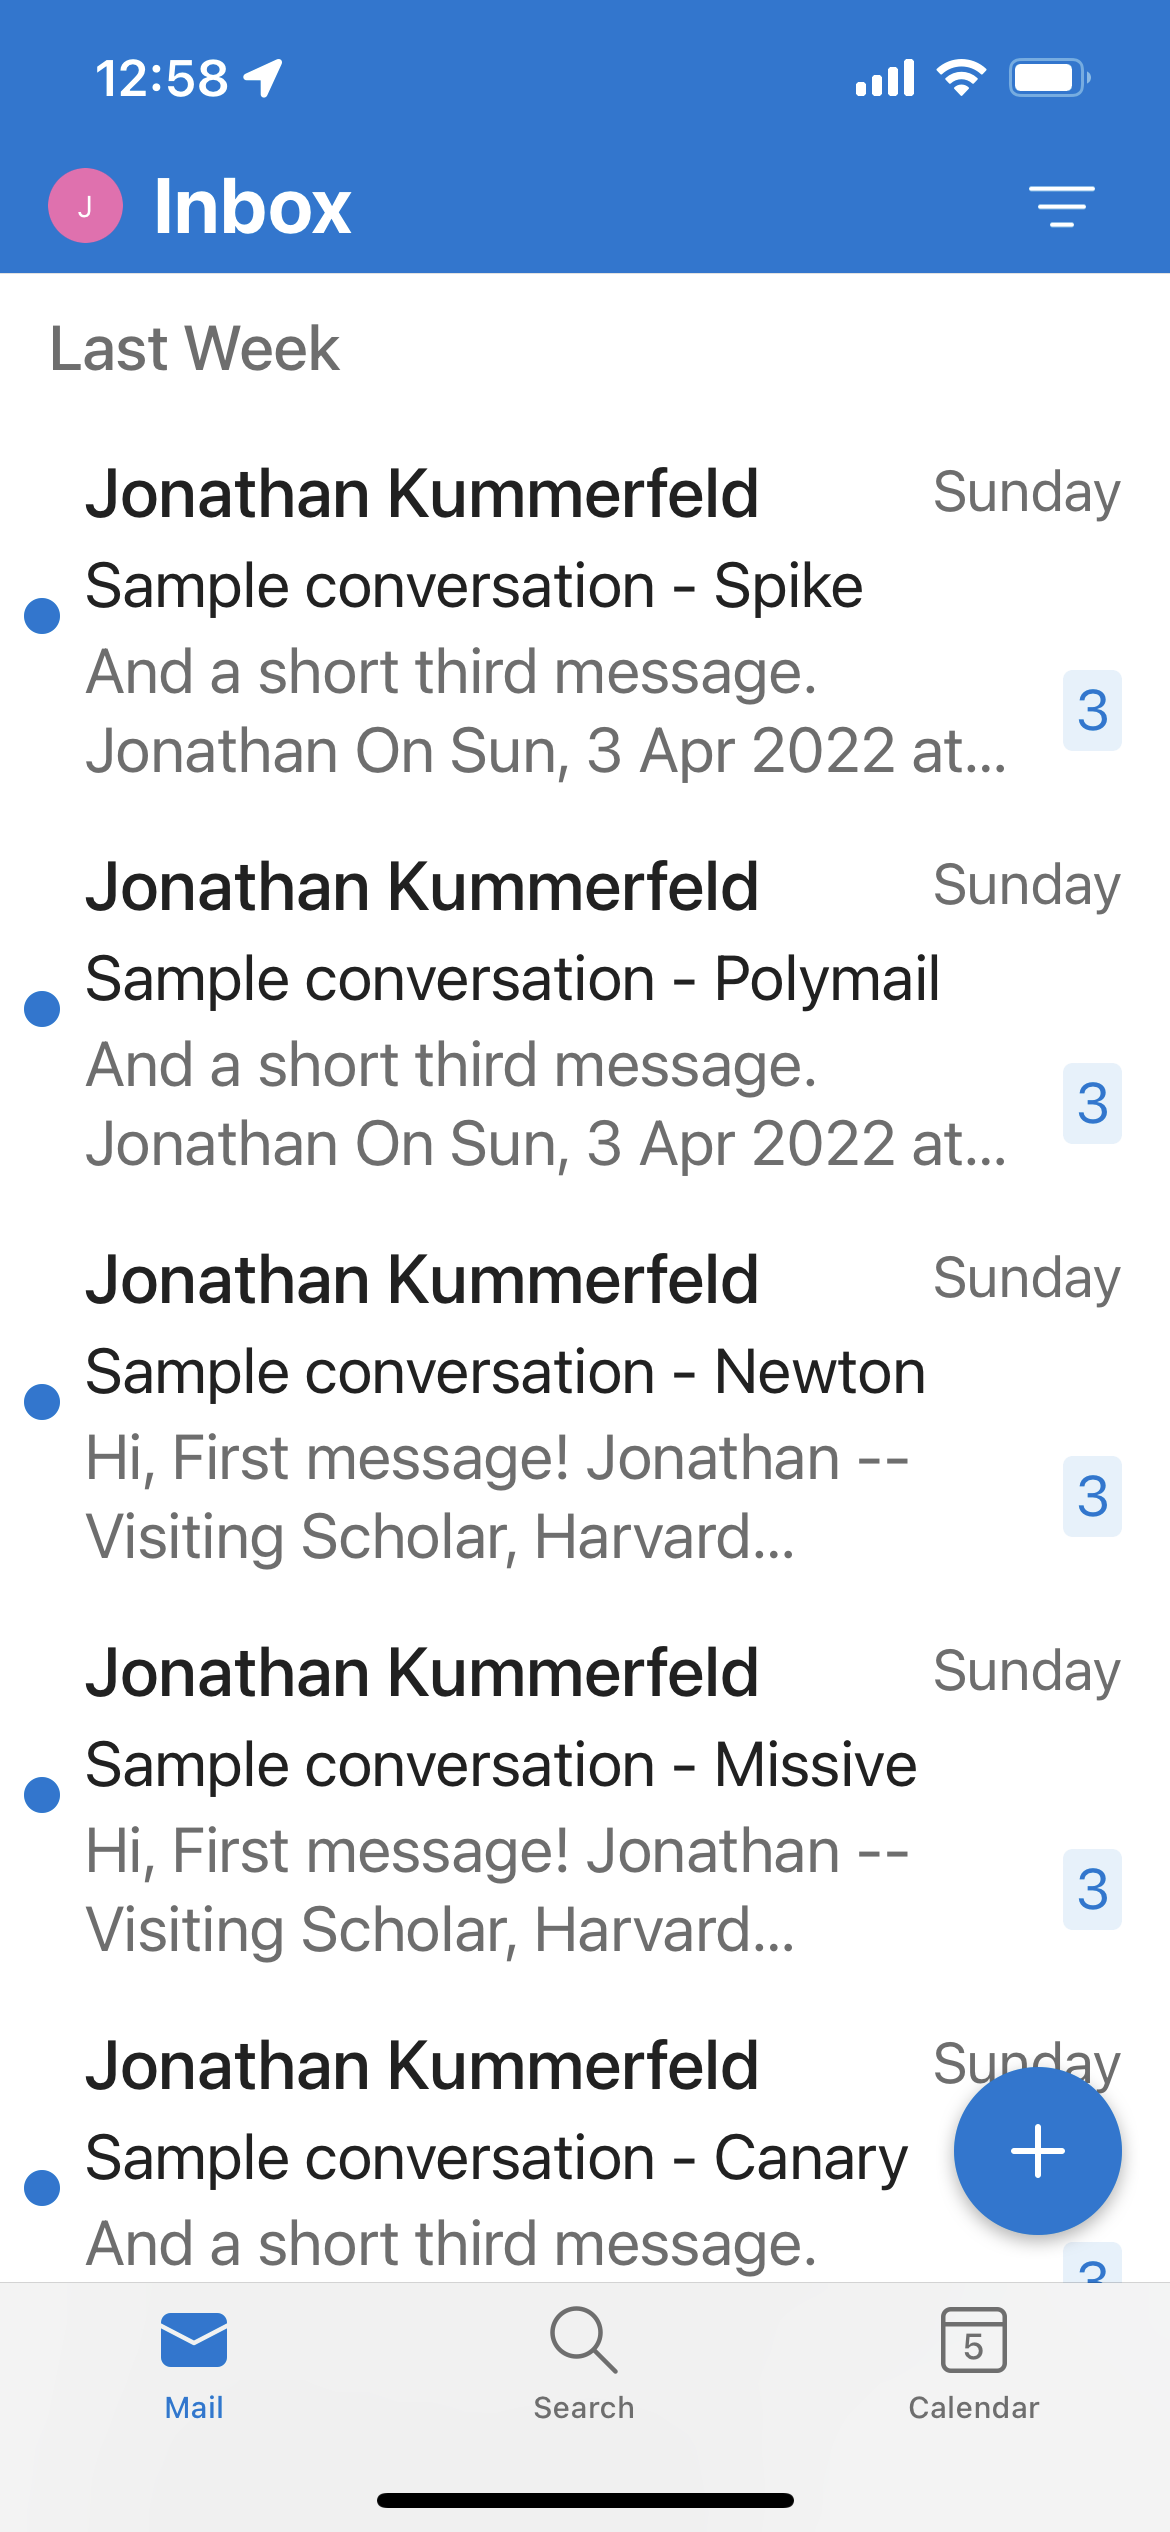 12:58
J Inbox
Last Week
Jonathan Kummerfeld Sunday
Sample conversation - Spike
And a short third message.
Jonathan On Sun, 3 Apr 2022 at... 3
Jonathan Kummerfeld Sunday
Sample conversation - Polymail
And a short third message.
Jonathan On Sun, 3 Apr 2022 at... 3
Jonathan Kummerfeld Sunday
Sample conversation - Newton
Hi, First message! Jonathan --
Visiting Scholar, Harvard... 3
Jonathan Kummerfeld Sunday
Sample conversation - Missive
Hi, First message! Jonathan --
Visiting Scholar, Harvard... 3
Jonathan Kummerfeld Sunday
Sample conversation - Canary
And a short third message. 3
5
Mail Search Calendar